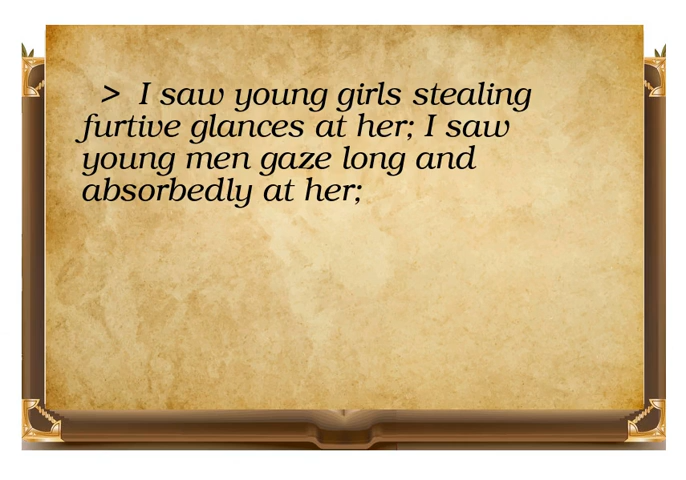 > I saw young girls stealing
furtive glances at her; I saw
young men gaze long and
absorbedly at her;